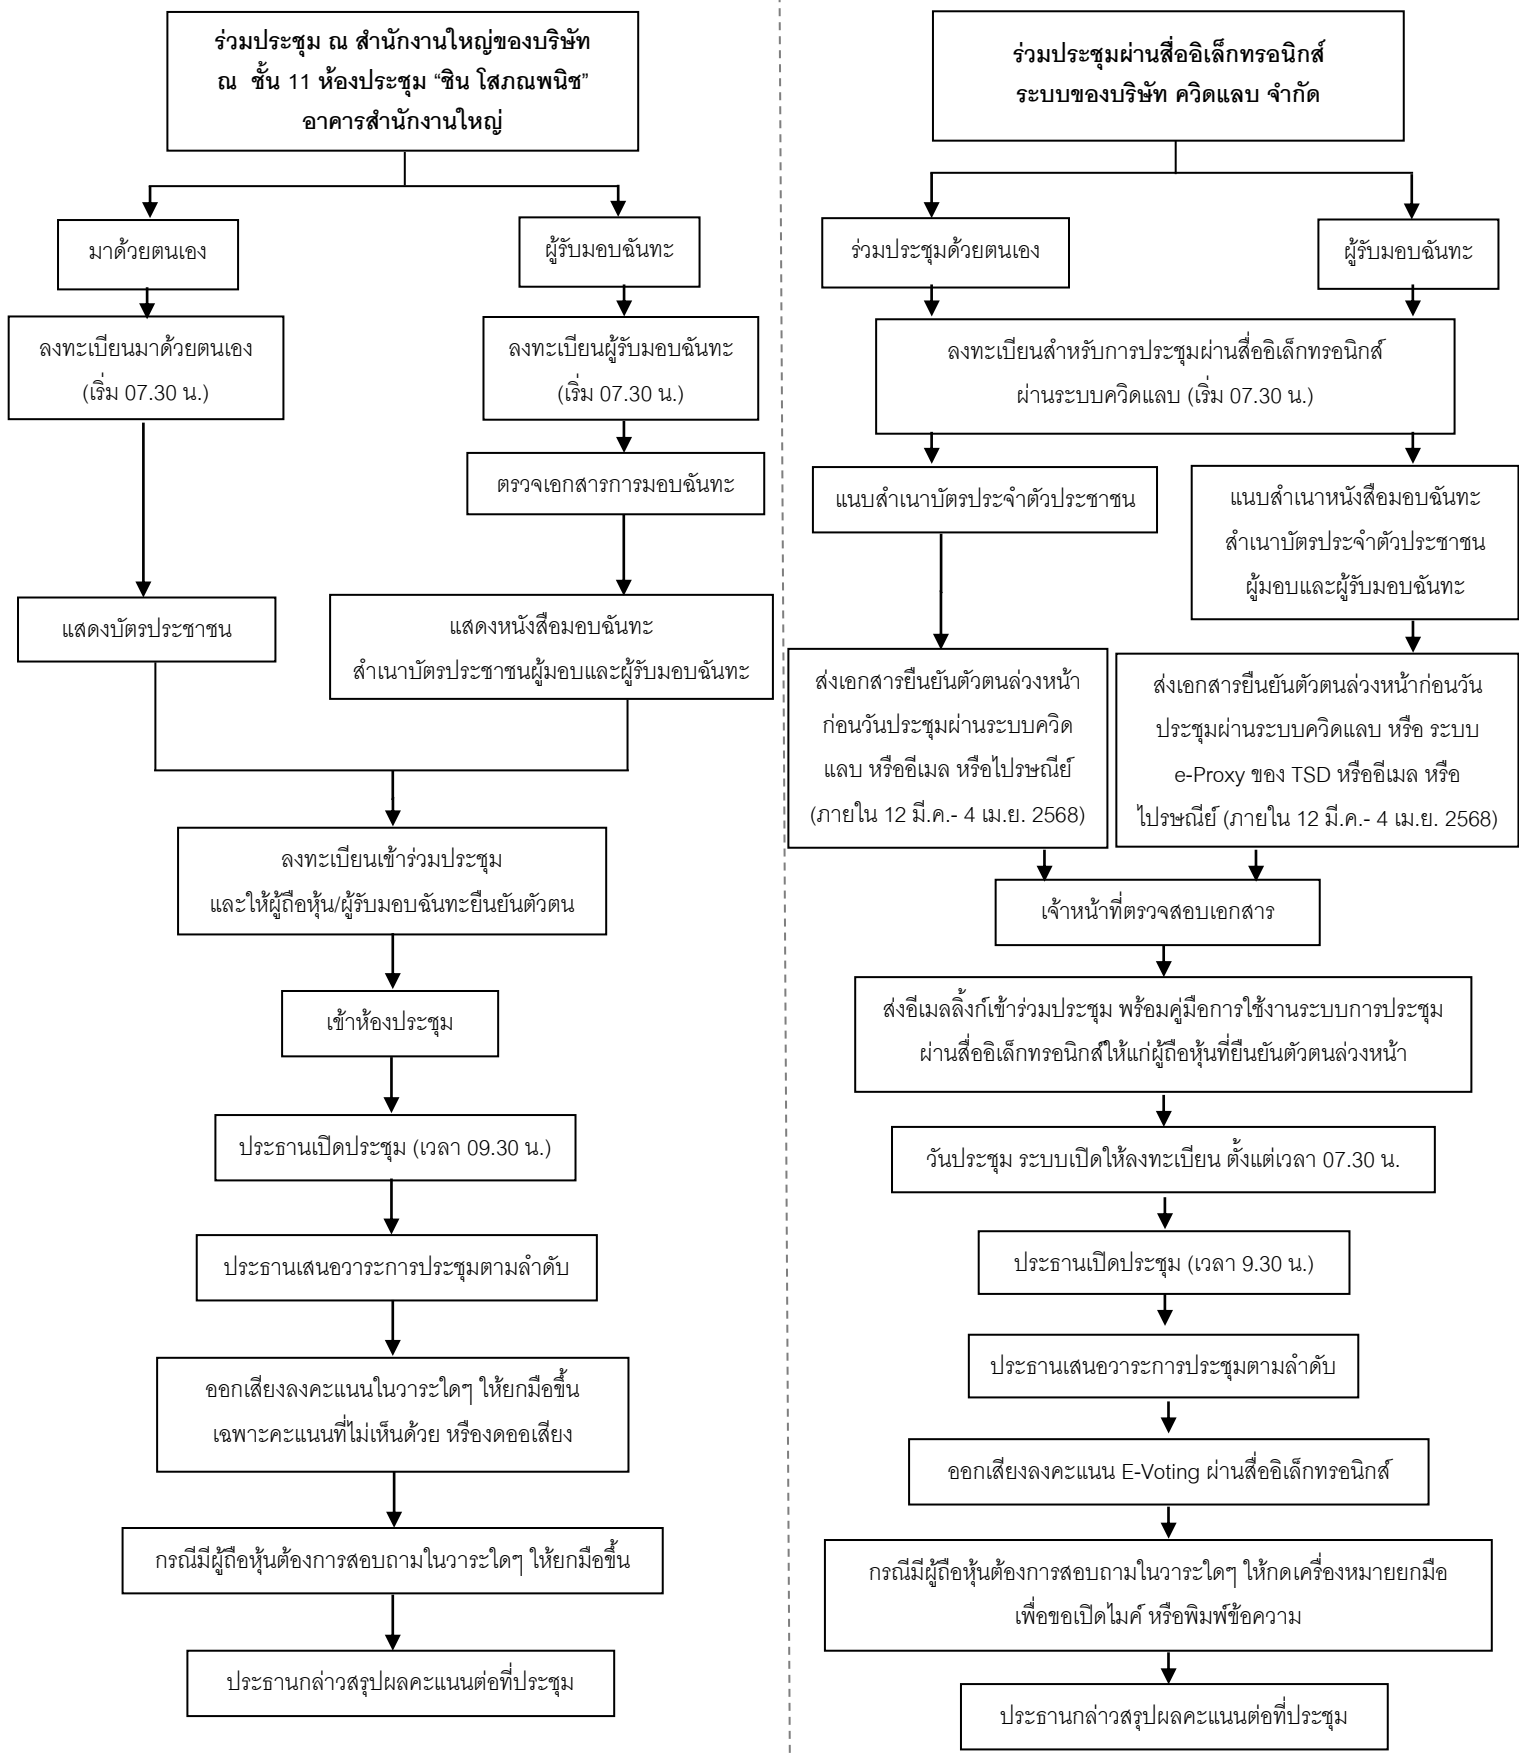 ร่วมประชุม ณ สำนักงานใหญ่ของบริษัท
ณ ชั้น 11 ห้องประชุม “ชิน โสภณพนิช”
อาคารสำนักงานใหญ่
มาด้วยตนเอง
ผู้รับมอบฉันทะ
ลงทะเบียนมาด้วยตนเอง
(เริ่ม 07.30 น.)
ลงทะเบียนผู้รับมอบฉันทะ
(เริ่ม 07.30 น.)
ตรวจเอกสารการมอบฉันทะ
แสดงบัตรประชาชน
แสดงหนังสือมอบฉันทะ
สำเนาบัตรประชาชนผู้มอบและผู้รับมอบฉันทะ
ลงทะเบียนเข้าร่วมประชุม
และให้ผู้ถือหุ้น/ผู้รับมอบฉันทะยืนยันตัวตน
เข้าห้องประชุม
ประธานเปิดประชุม (เวลา 09.30 น.)
ประธานเสนอวาระการประชุมตามลำดับ
ออกเสียงลงคะแนนในวาระใดๆ ให้ยกมือขึ้น
เฉพาะคะแนนที่ไม่เห็นด้วย หรืองดออเสียง
กรณีมีผู้ถือหุ้นต้องการสอบถามในวาระใดๆ ให้ยกมือขึ้น
ประธานกล่าวสรุปผลคะแนนต่อที่ประชุม
ร่วมประชุมผ่านสื่ออิเล็กทรอนิกส์
ระบบของบริษัท ควิดแลบ จำกัด
ร่วมประชุมด้วยตนเอง
ผู้รับมอบฉันทะ
ลงทะเบียนสำหรับการประชุมผ่านสื่ออิเล็กทรอนิกส์
ผ่านระบบควิดแลบ (เริ่ม 07.30 น.)
แนบสำเนาบัตรประจำตัวประชาชน
แนบสำเนาหนังสือมอบฉันทะ
สำเนาบัตรประจำตัวประชาชน
ผู้มอบและผู้รับมอบฉันทะ
ส่งเอกสารยืนยันตัวตนล่วงหน้า
ก่อนวันประชุมผ่านระบบควิด
แลบ หรืออีเมล หรือไปรษณีย์
(ภายใน 12 มี.ค.- 4 เม.ย. 2568)
ส่งเอกสารยืนยันตัวตนล่วงหน้าก่อนวัน
ประชุมผ่านระบบควิดแลบ หรือ ระบบ
e-Proxy ของ TSD หรืออีเมล หรือ
ไปรษณีย์ (ภายใน 12 มี.ค.- 4 เม.ย. 2568)
เจ้าหน้าที่ตรวจสอบเอกสาร
ส่งอีเมลลิ้งก์เข้าร่วมประชุม พร้อมคู่มือการใช้งานระบบการประชุม
ผ่านสื่ออิเล็กทรอนิกส์ให้แก่ผู้ถือหุ้นที่ยืนยันตัวตนล่วงหน้า
วันประชุม ระบบเปิดให้ลงทะเบียน ตั้งแต่เวลา 07.30 น.
ประธานเปิดประชุม (เวลา 9.30 น.)
ประธานเสนอวาระการประชุมตามลำดับ
ออกเสียงลงคะแนน E-Voting ผ่านสื่ออิเล็กทรอนิกส์
กรณีมีผู้ถือหุ้นต้องการสอบถามในวาระใดๆ ให้กดเครื่องหมายยกมือ
เพื่อขอเปิดไมค์ หรือพิมพ์ข้อความ
ประธานกล่าวสรุปผลคะแนนต่อที่ประชุม